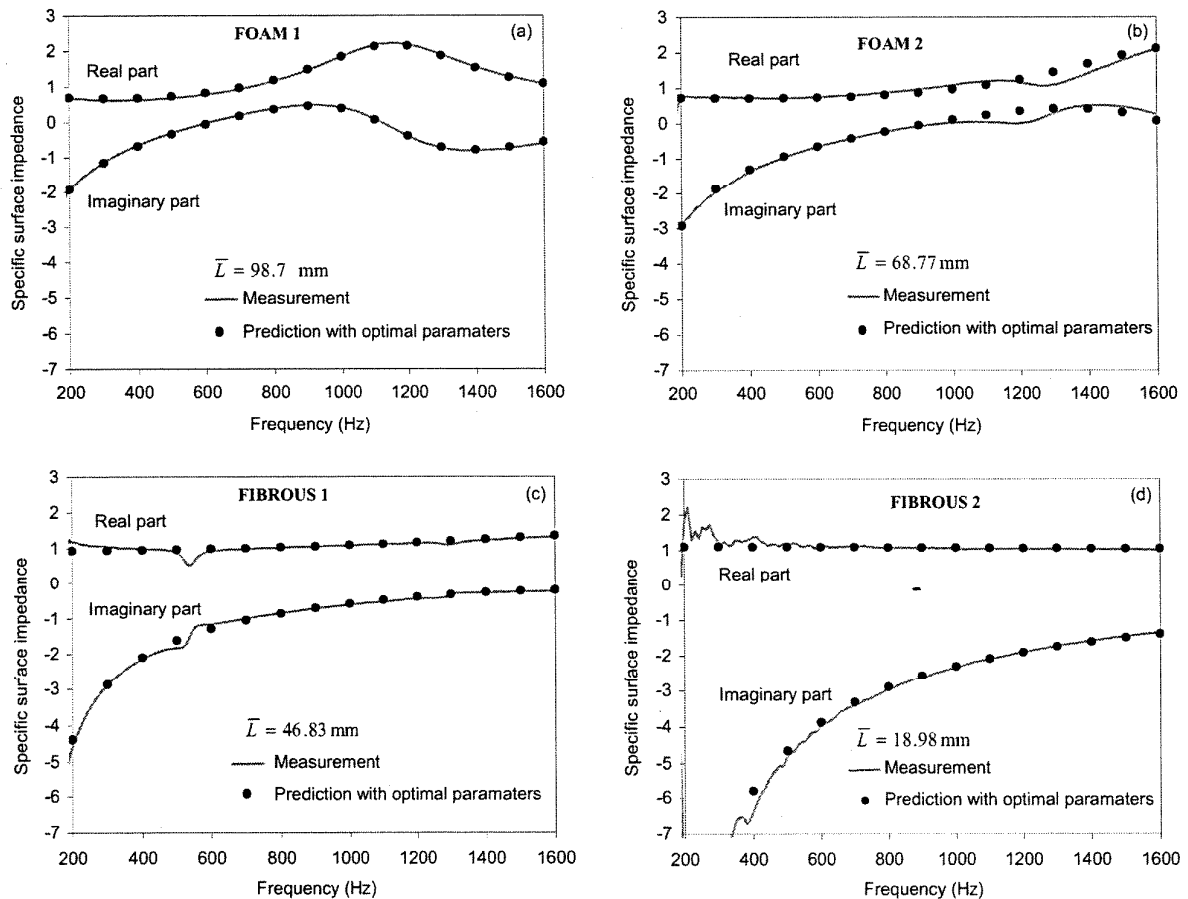 FOAM 1
(a)
3
2
1
0
-1
-2
-3
-4
-5
-6
-7
Specific surface impedance
Real part
Imaginary part
L̅ = 98.7 mm
Measurement
Prediction with optimal paramaters
200 400 600 800 1000 1200 1400 1600
Frequency (Hz)
FOAM 2
(b)
3
2
1
0
-1
-2
-3
-4
-5
-6
-7
Specific surface impedance
Real part
Imaginary part
L̅ = 68.77 mm
Measurement
Prediction with optimal paramaters
200 400 600 800 1000 1200 1400 1600
Frequency (Hz)
FIBROUS 1
(c)
3
2
1
0
-1
-2
-3
-4
-5
-6
-7
Specific surface impedance
Real part
Imaginary part
L̅ = 46.83 mm
Measurement
Prediction with optimal paramaters
200 400 600 800 1000 1200 1400 1600
Frequency (Hz)
FIBROUS 2
(d)
3
2
1
0
-1
-2
-3
-4
-5
-6
-7
Specific surface impedance
Real part
Imaginary part
L̅ = 18.98 mm
Measurement
Prediction with optimal paramaters
200 400 600 800 1000 1200 1400 1600
Frequency (Hz)